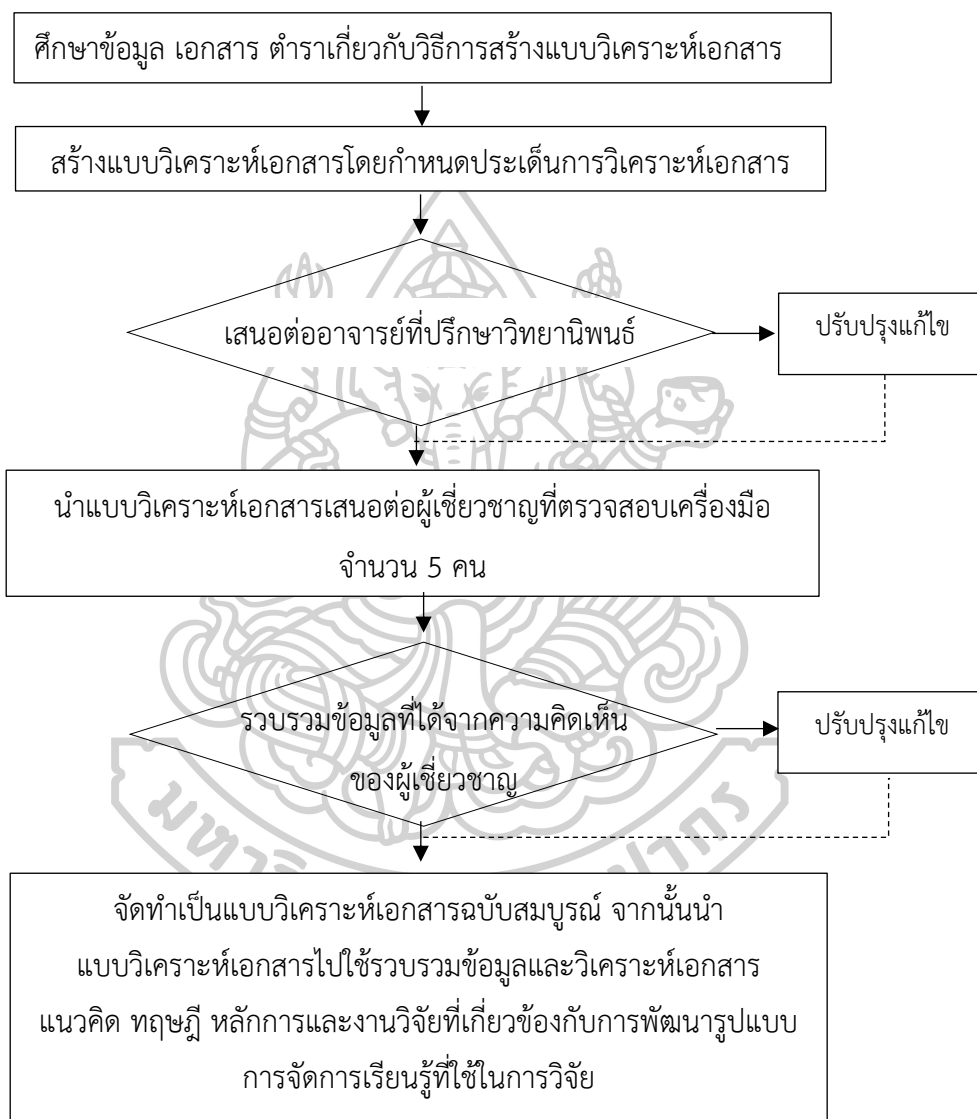 ศึกษาข้อมูล เอกสาร ตำราเกี่ยวกับวิธีการสร้างแบบวิเคราะห์เอกสาร
สร้างแบบวิเคราะห์เอกสารโดยกำหนดประเด็นการวิเคราะห์เอกสาร
เสนอต่ออาจารย์ที่ปรึกษาวิทยานิพนธ์
ปรับปรุงแก้ไข
นำแบบวิเคราะห์เอกสารเสนอต่อผู้เชี่ยวชาญที่ตรวจสอบเครื่องมือ
จำนวน 5 คน
รวบรวมข้อมูลที่ได้จากความคิดเห็น
ของผู้เชี่ยวชาญ
ปรับปรุงแก้ไข
จัดทำเป็นแบบวิเคราะห์เอกสารฉบับสมบูรณ์ จากนั้นนำ
แบบวิเคราะห์เอกสารไปใช้รวบรวมข้อมูลและวิเคราะห์เอกสาร
แนวคิด ทฤษฎี หลักการและงานวิจัยที่เกี่ยวข้องกับการพัฒนารูปแบบ
การจัดการเรียนรู้ที่ใช้ในการวิจัย